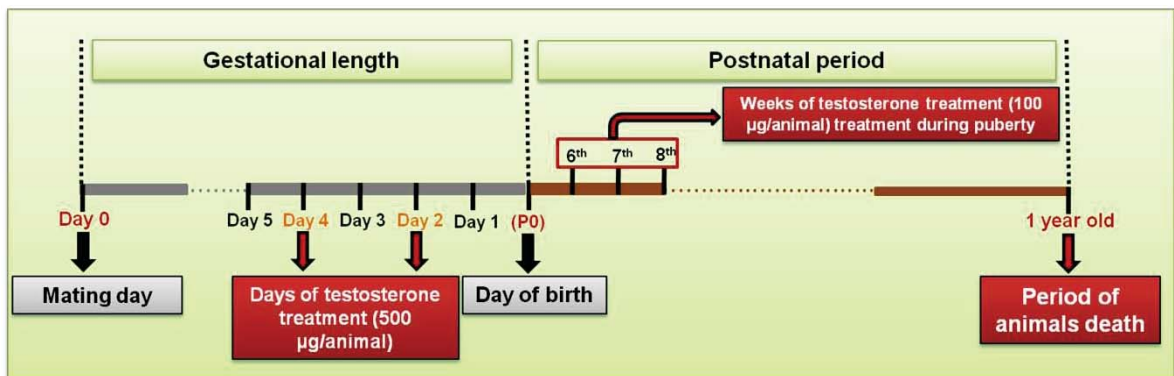 Gestational length
Postnatal period
Weeks of testosterone treatment (100
µg/animal) treatment during puberty
6th
7th
8th
Day 0
Day 5
Day 4
Day 3
Day 2
Day 1
(P0)
1 year old
Mating day
Days of testosterone
treatment (500
µg/animal)
Day of birth
Period of
animals death